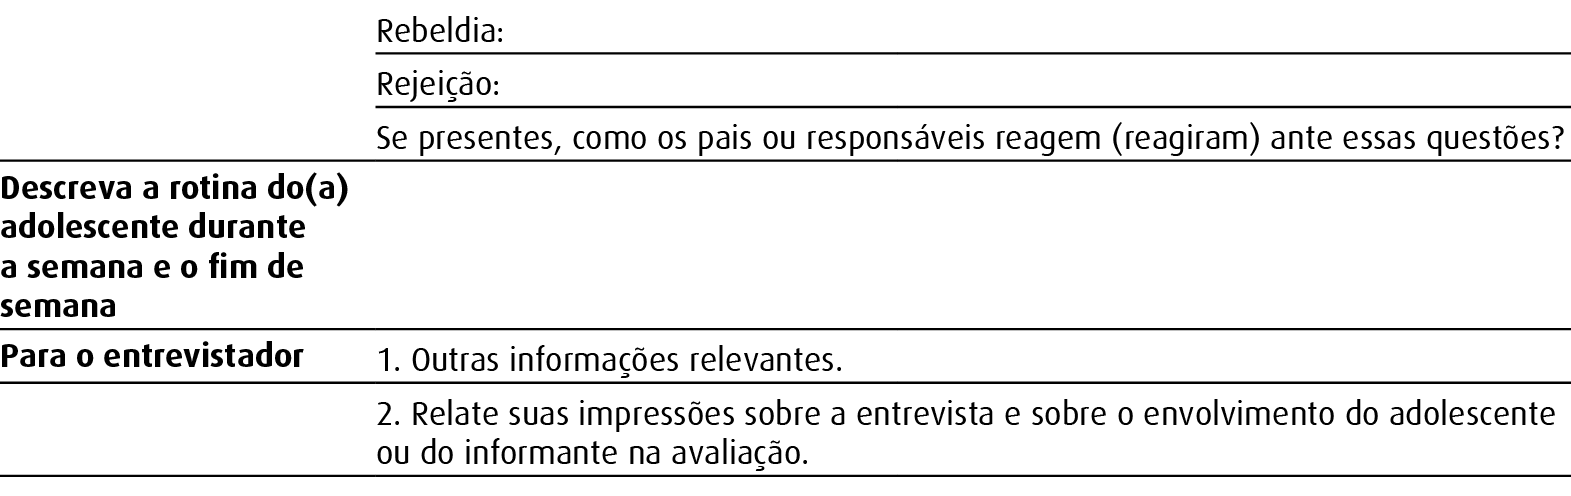 Rebeldia:
Rejeição:
Se presentes, como os pais ou responsáveis reagem (reagiram) ante essas questões?
Descreva a rotina do(a)
adolescente durante
a semana e o fim de
semana
Para o entrevistador
1. Outras informações relevantes.
2. Relate suas impressões sobre a entrevista e sobre o envolvimento do adolescente
ou do informante na avaliação.